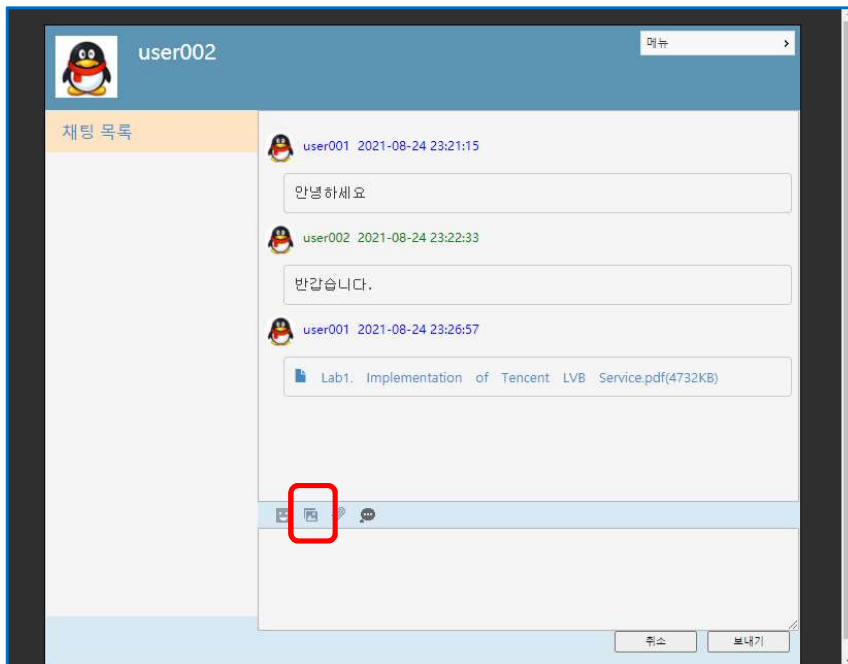 user002
메뉴
채팅 목록
user001 2021-08-24 23:21:15
안녕하세요
user002 2021-08-24 23:22:33
반갑습니다.
user001 2021-08-24 23:26:57
Lab1. Implementation of Tencent LVB Service.pdf(4732KB)
취소
보내기